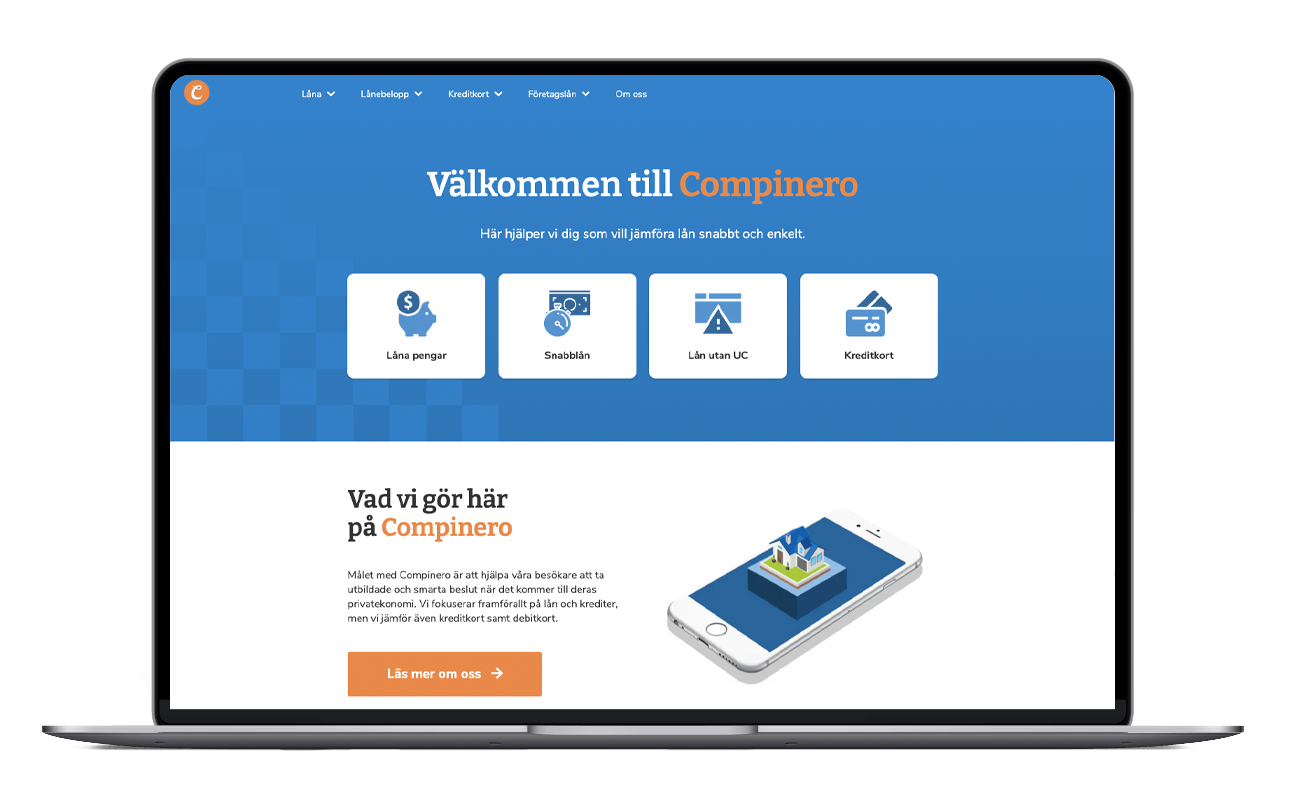 C
Låna
Lånebelopp
Kreditkort
Företagslån
Om oss
Välkommen till Compinero
Här hjälper vi dig som vill jämföra lån snabbt och enkelt.
$
Låna pengar
Snabblån
Lån utan UC
Kreditkort
Vad vi gör här
på Compinero
Målet med Compinero är att hjälpa våra besökare att ta
utbildade och smarta beslut när det kommer till deras
privatekonomi. Vi fokuserar framförallt på lån och krediter,
men vi jämför även kreditkort samt debitkort.
Läs mer om oss